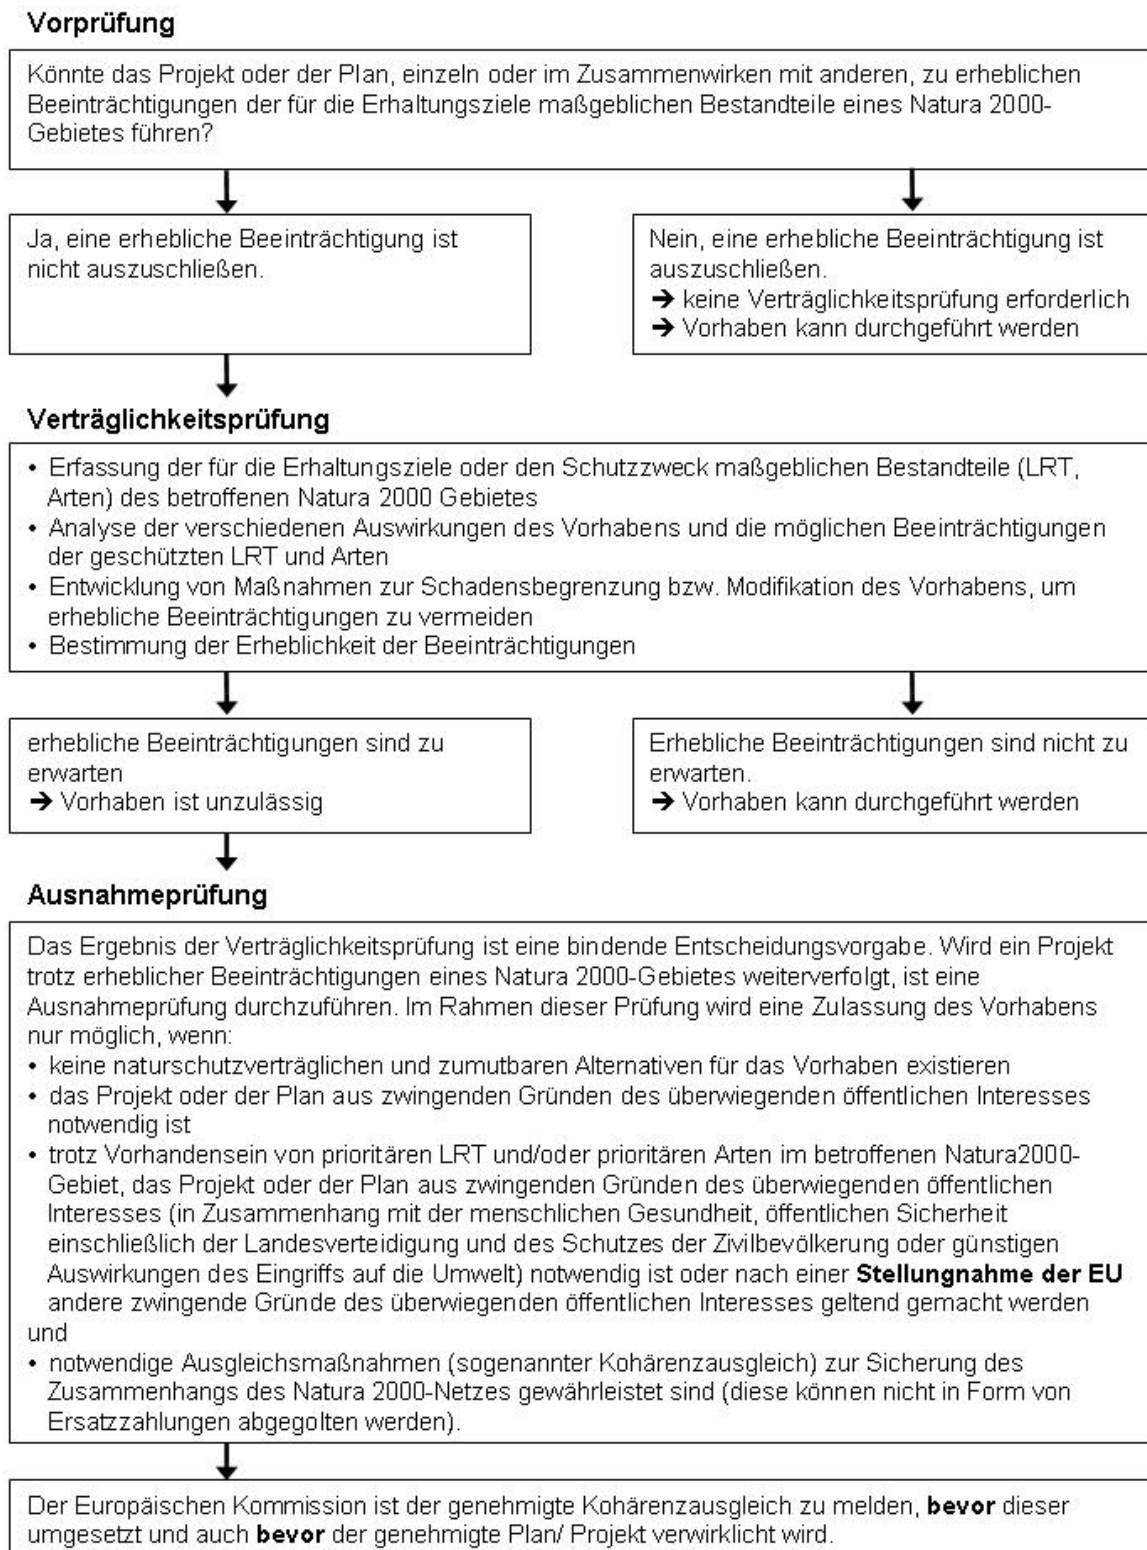 Vorprüfung
Könnte das Projekt oder der Plan, einzeln oder im Zusammenwirken mit anderen, zu erheblichen
Beeinträchtigungen der für die Erhaltungsziele maßgeblichen Bestandteile eines Natura 2000-
Gebietes führen?
Ja, eine erhebliche Beeinträchtigung ist
nicht auszuschließen.
Nein, eine erhebliche Beeinträchtigung ist
auszuschließen.
➔ keine Verträglichkeitsprüfung erforderlich
➔ Vorhaben kann durchgeführt werden
Verträglichkeitsprüfung
• Erfassung der für die Erhaltungsziele oder den Schutzzweck maßgeblichen Bestandteile (LRT,
Arten) des betroffenen Natura 2000 Gebietes
• Analyse der verschiedenen Auswirkungen des Vorhabens und die möglichen Beeinträchtigungen
der geschützten LRT und Arten
• Entwicklung von Maßnahmen zur Schadensbegrenzung bzw. Modifikation des Vorhabens, um
erhebliche Beeinträchtigungen zu vermeiden
• Bestimmung der Erheblichkeit der Beeinträchtigungen
erhebliche Beeinträchtigungen sind zu
erwarten
➔ Vorhaben ist unzulässig
Erhebliche Beeinträchtigungen sind nicht zu
erwarten.
➔ Vorhaben kann durchgeführt werden
Ausnahmeprüfung
Das Ergebnis der Verträglichkeitsprüfung ist eine bindende Entscheidungsvorgabe. Wird ein Projekt
trotz erheblicher Beeinträchtigungen eines Natura 2000-Gebietes weiterverfolgt, ist eine
Ausnahmeprüfung durchzuführen. Im Rahmen dieser Prüfung wird eine Zulassung des Vorhabens
nur möglich, wenn:
• keine naturschutzverträglichen und zumutbaren Alternativen für das Vorhaben existieren
• das Projekt oder der Plan aus zwingenden Gründen des überwiegenden öffentlichen Interesses
notwendig ist
• trotz Vorhandensein von prioritären LRT und/oder prioritären Arten im betroffenen Natura2000-
Gebiet, das Projekt oder der Plan aus zwingenden Gründen des überwiegenden öffentlichen
Interesses (in Zusammenhang mit der menschlichen Gesundheit, öffentlichen Sicherheit
einschließlich der Landesverteidigung und des Schutzes der Zivilbevölkerung oder günstigen
Auswirkungen des Eingriffs auf die Umwelt) notwendig ist oder nach einer Stellungnahme der EU
andere zwingende Gründe des überwiegenden öffentlichen Interesses geltend gemacht werden
und
• notwendige Ausgleichsmaßnahmen (sogenannter Kohärenzausgleich) zur Sicherung des
Zusammenhangs des Natura 2000-Netzes gewährleistet sind (diese können nicht in Form von
Ersatzzahlungen abgegolten werden).
Der Europäischen Kommission ist der genehmigte Kohärenzausgleich zu melden, bevor dieser
umgesetzt und auch bevor der genehmigte Plan/ Projekt verwirklicht wird.